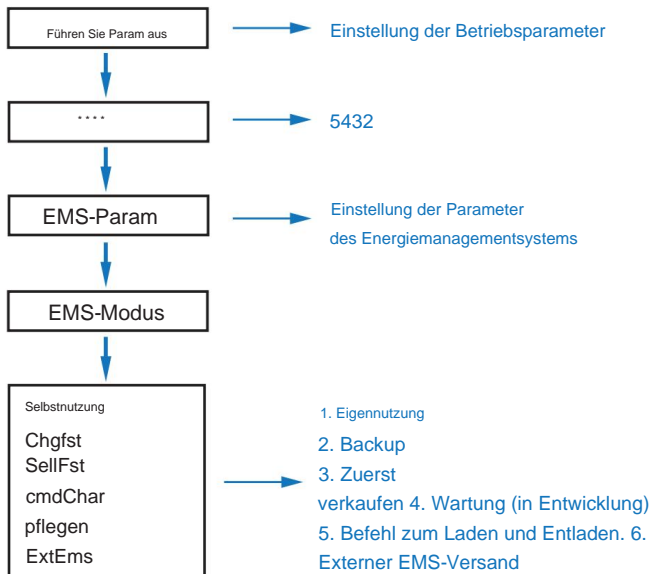 Führen Sie Param aus
Einstellung der Betriebsparameter
****
5432
EMS-Param
Einstellung der Parameter
des Energiemanagementsystems
EMS-Modus
Selbstnutzung
Chgfst
SellFst
cmdChar
pflegen
ExtEms
1. Eigennutzung
2. Backup
3. Zuerst
verkaufen 4. Wartung (in Entwicklung)
5. Befehl zum Laden und Entladen. 6.
Externer EMS-Versand